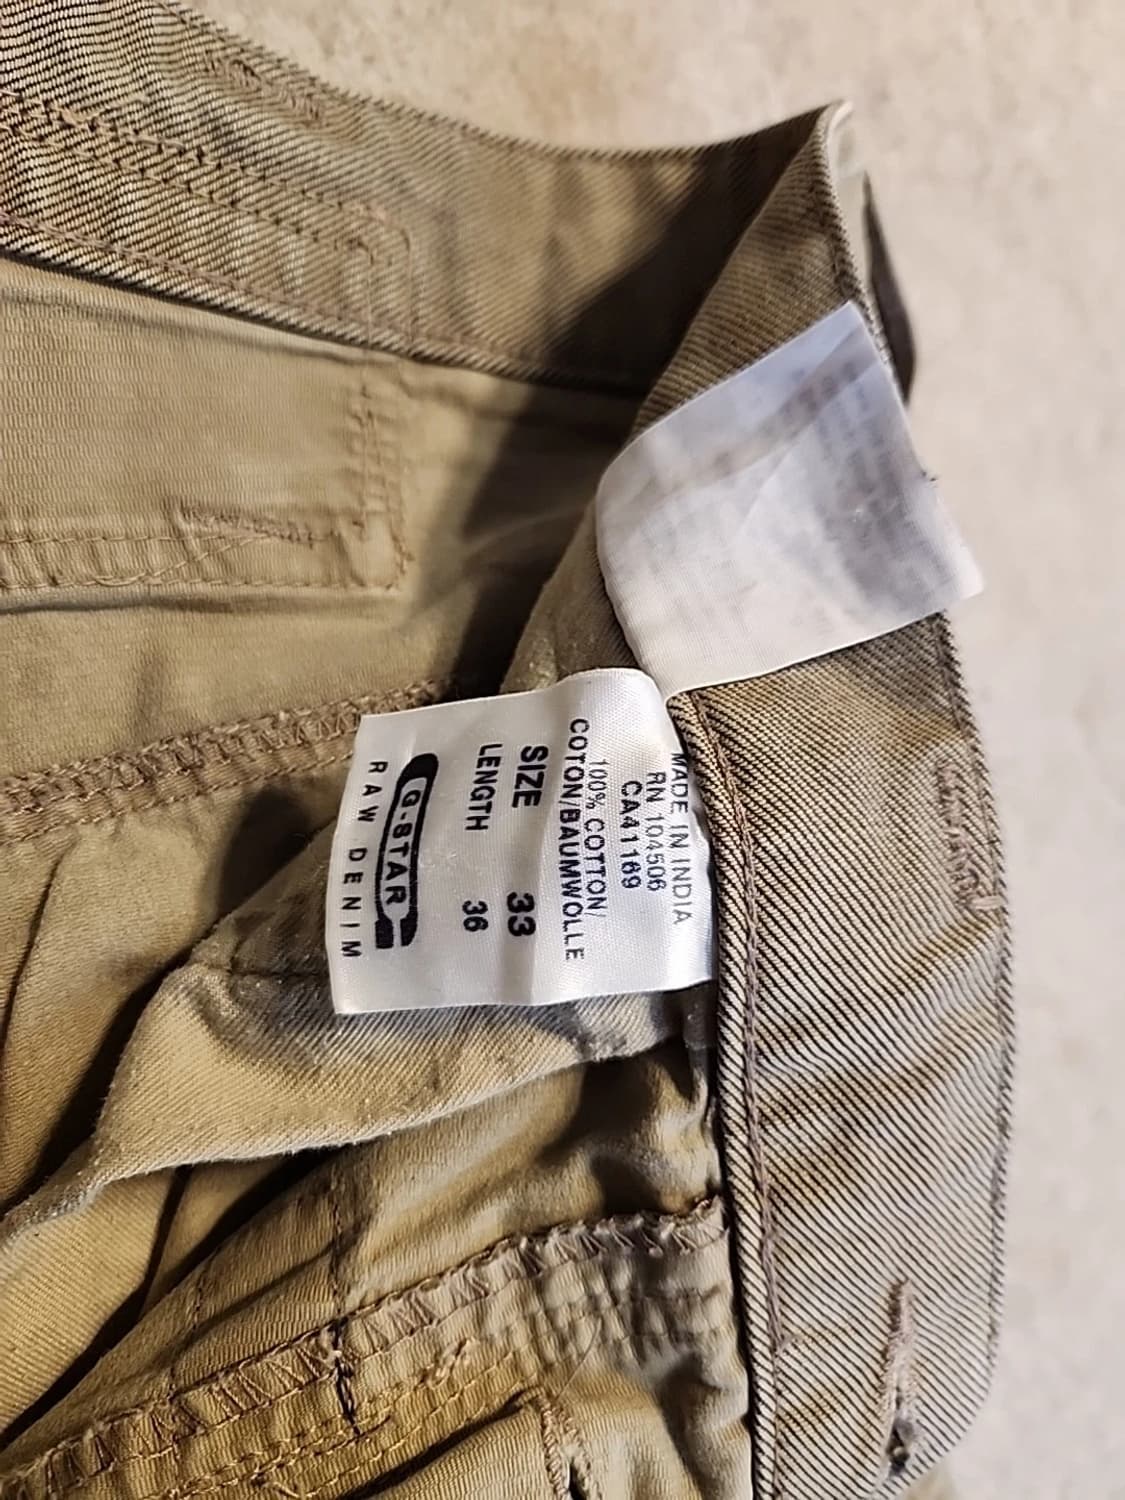 MADE IN INDIA
RN 104506
CA41169
100% COTTON/
COTON/BAUMWOLLE
SIZE 33
LENGTH 36
G-STAR
RAW DENIM